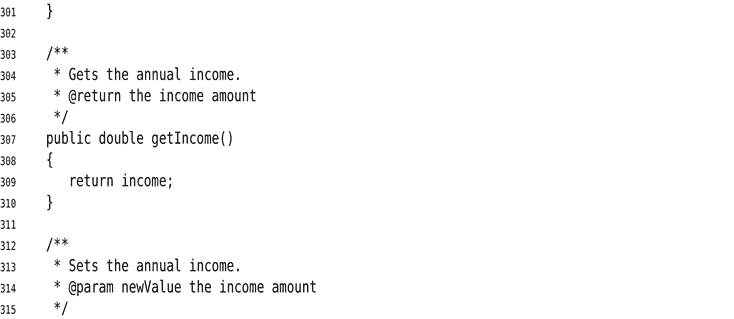 301    }
302
303    /**
304     * Gets the annual income.
305     * @return the income amount
306     */
307    public double getIncome()
308    {
309       return income;
310    }
311
312    /**
313     * Sets the annual income.
314     * @param newValue the income amount
315     */